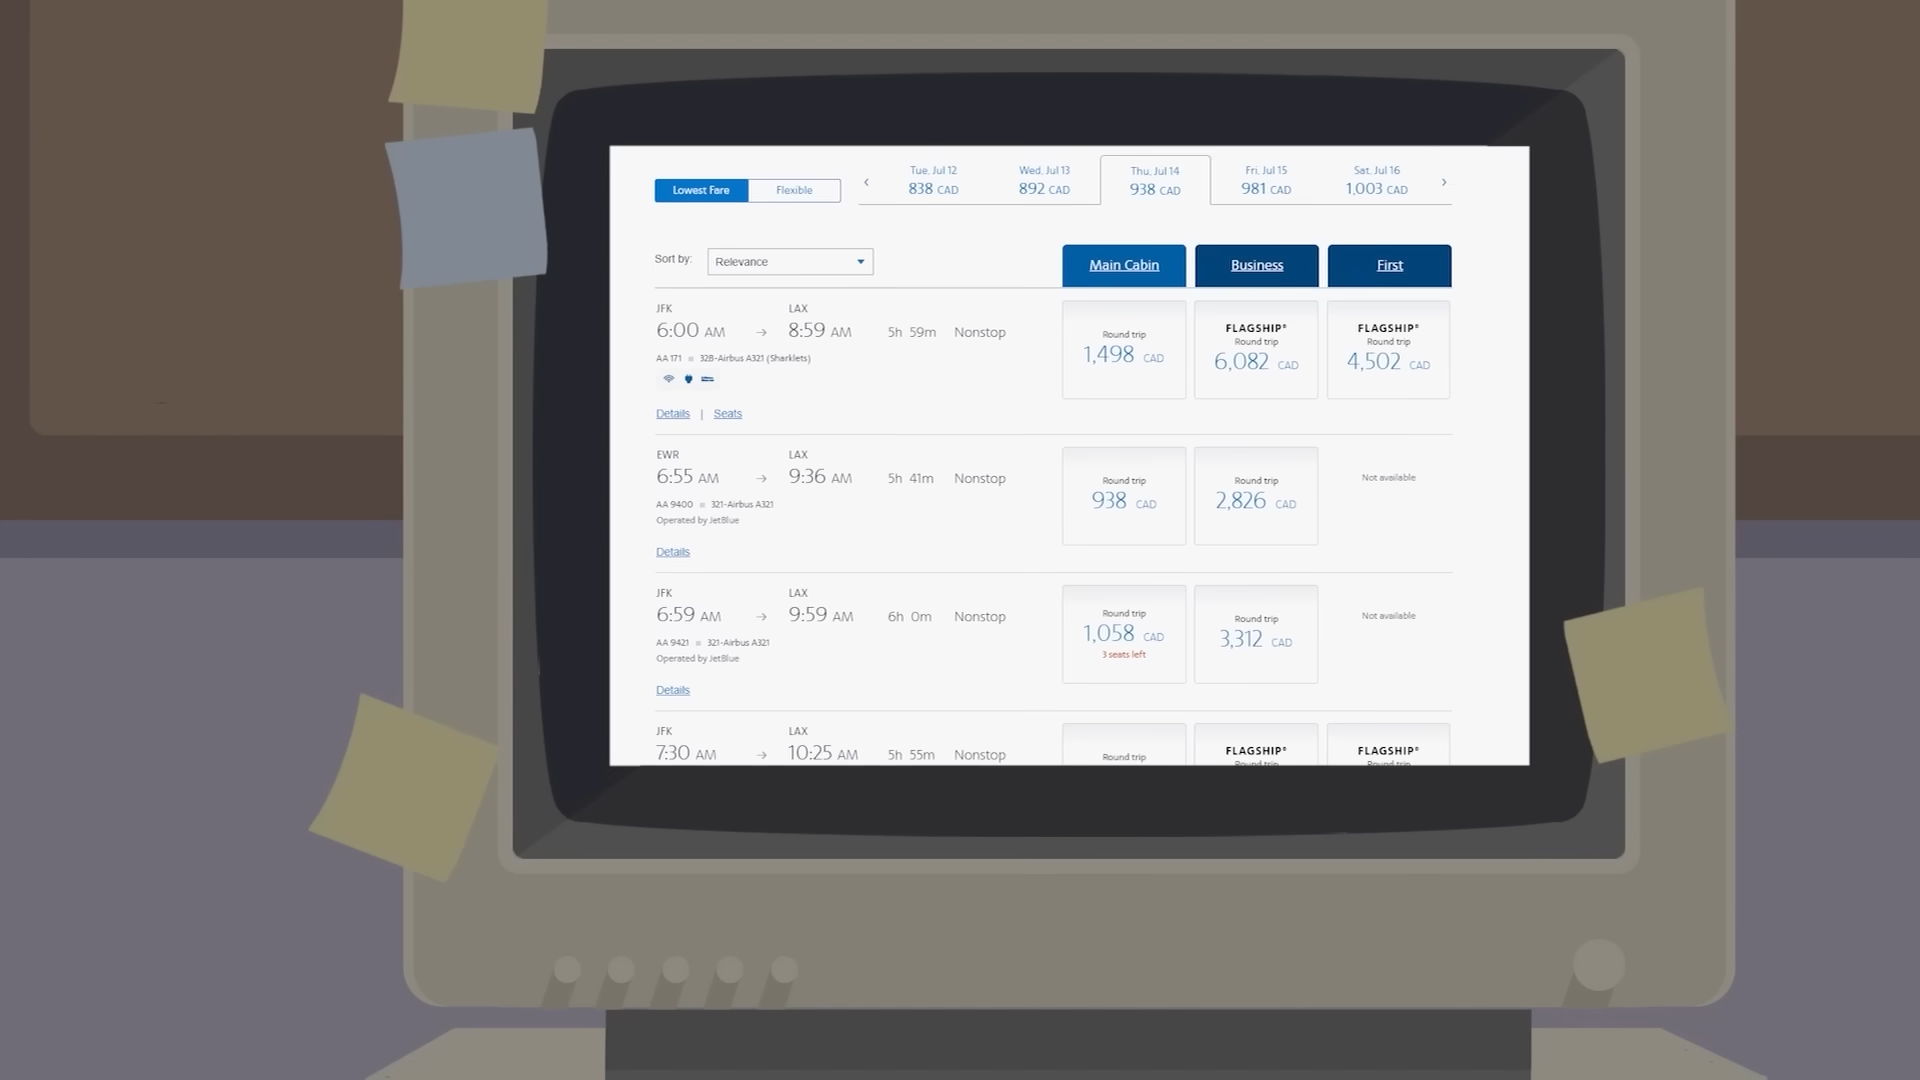 Lowest Fare Flexible
‹ Tue, Jul 12 Wed, Jul 13 Thu, Jul 14 Fri, Jul 15 Sat, Jul 16 ›
838 CAD 892 CAD 938 CAD 981 CAD 1,003 CAD
Sort by: Relevance
Main Cabin Business First
JFK LAX
6:00 AM → 8:59 AM 5h 59m Nonstop
AA 171 32B-Airbus A321 (Sharklets)
Details | Seats
Round trip
1,498 CAD
FLAGSHIP®
Round trip
6,082 CAD
FLAGSHIP®
Round trip
4,502 CAD
EWR LAX
6:55 AM → 9:36 AM 5h 41m Nonstop
AA 9400 321-Airbus A321
Operated by JetBlue
Details
Round trip
938 CAD
Round trip
2,826 CAD
Not available
JFK LAX
6:59 AM → 9:59 AM 6h 0m Nonstop
AA 9421 321-Airbus A321
Operated by JetBlue
Details
Round trip
1,058 CAD
3 seats left
Round trip
3,312 CAD
Not available
JFK LAX
7:30 AM → 10:25 AM 5h 55m Nonstop
Round trip
FLAGSHIP®
Round trip
FLAGSHIP®
Round trip